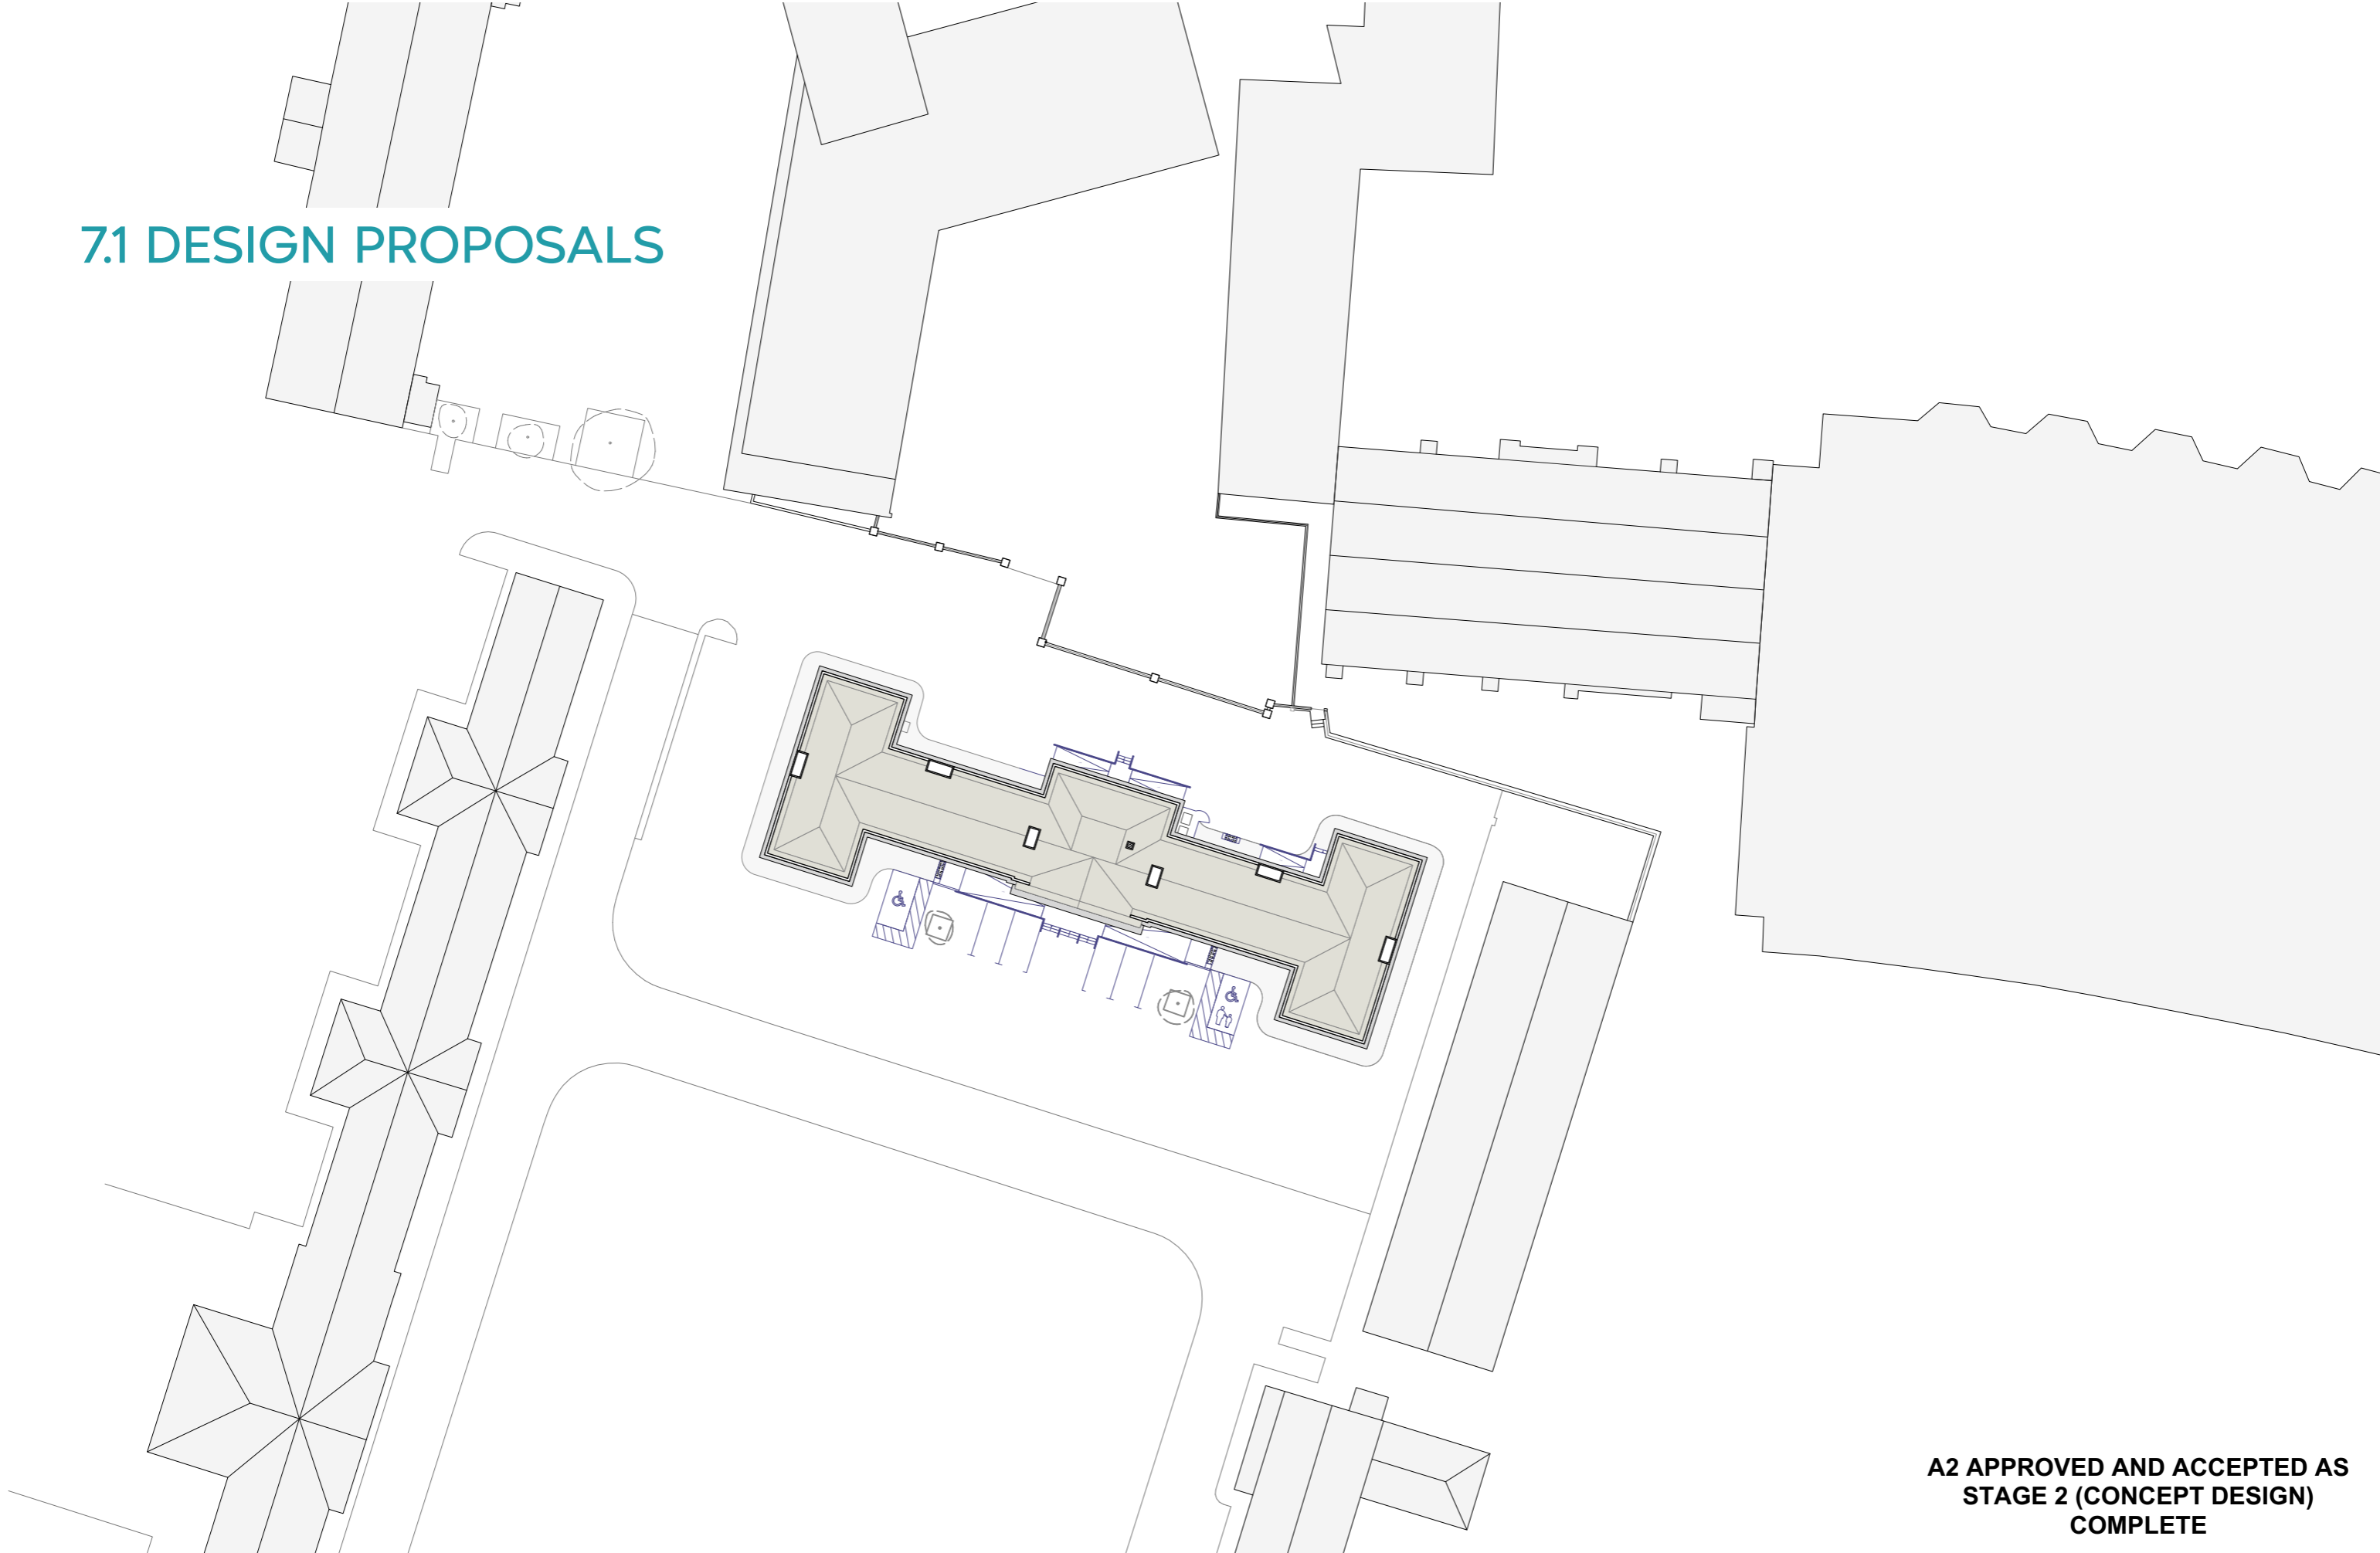 7.1 DESIGN PROPOSALS
A2 APPROVED AND ACCEPTED AS
STAGE 2 (CONCEPT DESIGN)
COMPLETE